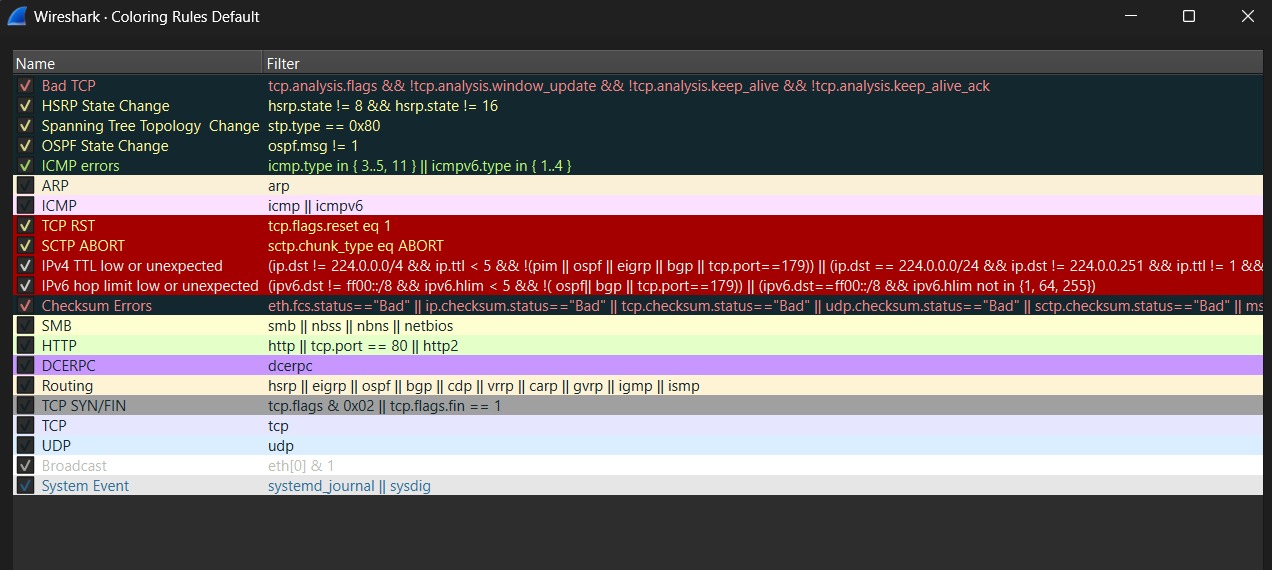 Wireshark · Coloring Rules Default
Name Filter
Bad TCP tcp.analysis.flags && !tcp.analysis.window_update && !tcp.analysis.keep_alive && !tcp.analysis.keep_alive_ack
HSRP State Change hsrp.state != 8 && hsrp.state != 16
Spanning Tree Topology  Change stp.type == 0x80
OSPF State Change ospf.msg != 1
ICMP errors icmp.type in { 3..5, 11 } || icmpv6.type in { 1..4 }
ARP arp
ICMP icmp || icmpv6
TCP RST tcp.flags.reset eq 1
SCTP ABORT sctp.chunk_type eq ABORT
IPv4 TTL low or unexpected (ip.dst != 224.0.0.0/4 && ip.ttl < 5 && !(pim || ospf || eigrp || bgp || tcp.port==179)) || (ip.dst == 224.0.0.0/24 && ip.dst != 224.0.0.251 && ip.ttl != 1 &&
IPv6 hop limit low or unexpected (ipv6.dst != ff00::/8 && ipv6.hlim < 5 && !( ospf|| bgp || tcp.port==179)) || (ipv6.dst==ff00::/8 && ipv6.hlim not in {1, 64, 255})
Checksum Errors eth.fcs.status=="Bad" || ip.checksum.status=="Bad" || tcp.checksum.status=="Bad" || udp.checksum.status=="Bad" || sctp.checksum.status=="Bad" || ms
SMB smb || nbss || nbns || netbios
HTTP http || tcp.port == 80 || http2
DCERPC dcerpc
Routing hsrp || eigrp || ospf || bgp || cdp || vrrp || carp || gvrp || igmp || ismp
TCP SYN/FIN tcp.flags & 0x02 || tcp.flags.fin == 1
TCP tcp
UDP udp
Broadcast eth[0] & 1
System Event systemd_journal || sysdig